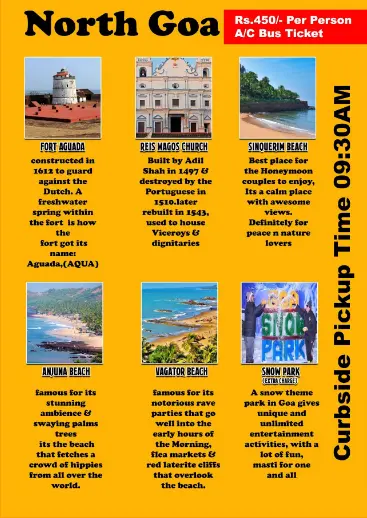 North Goa
Rs.450/- Per Person
A/C Bus Ticket
FORT AGUADA
constructed in
1612 to guard
against the
Dutch. A
freshwater
spring within
the fort is how
the
fort got its
name:
Aguada,(AQUA)
REIS MAGOS CHURCH
Built by Adil
Shah in 1497 &
destroyed by the
Portuguese in
1510.later
rebuilt in 1543,
used to house
Viceroys &
dignitaries
SINQUERIM BEACH
Best place for
the Honeymoon
couples to enjoy,
Its a calm place
with awesome
views.
Definitely for
peace n nature
lovers
ANJUNA BEACH
famous for its
stunning
ambience &
swaying palms
trees
its the beach
that fetches a
crowd of hippies
from all over the
world.
VAGATOR BEACH
famous for its
notorious rave
parties that go
well into the
early hours of
the Morning,
flea markets &
red laterite cliffs
that overlook
the beach.
SNOW
PARK
SNOW PARK
(EXTRA CHARGE)
A snow theme
park in Goa gives
unique and
unlimited
entertainment
activities, with a
lot of fun,
masti for one
and all
Curbside Pickup Time 09:30AM